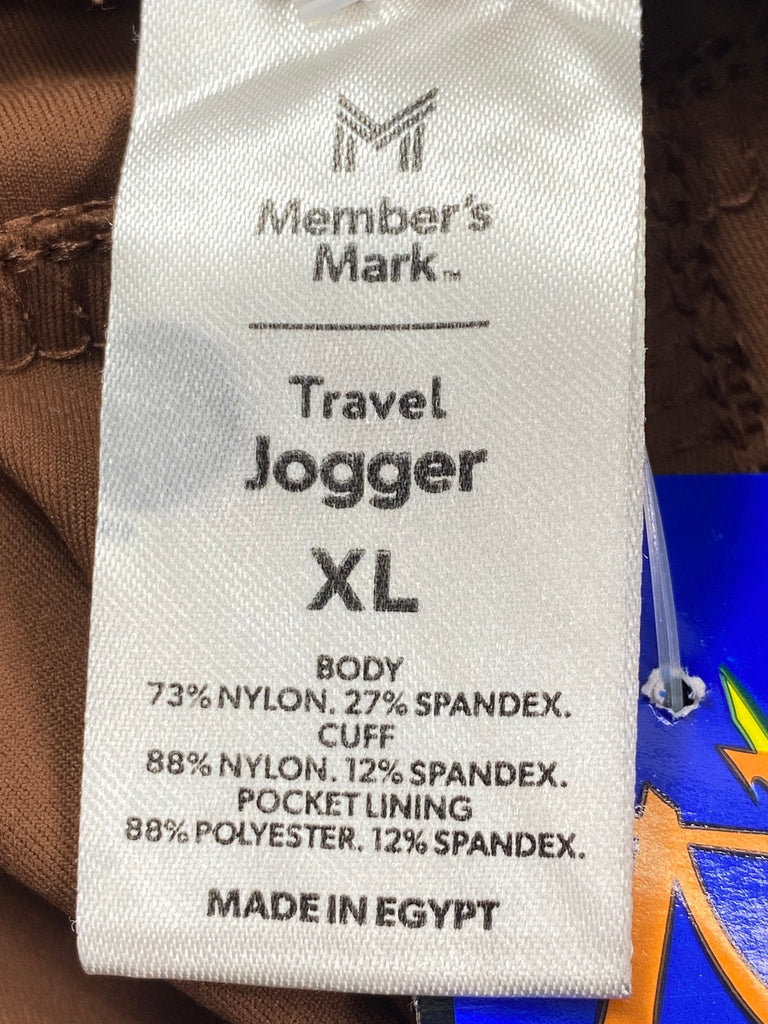 M
Member's
Mark™
Travel
Jogger
XL
BODY
73% NYLON. 27% SPANDEX.
CUFF
88% NYLON. 12% SPANDEX.
POCKET LINING
88% POLYESTER. 12% SPANDEX.
MADE IN EGYPT